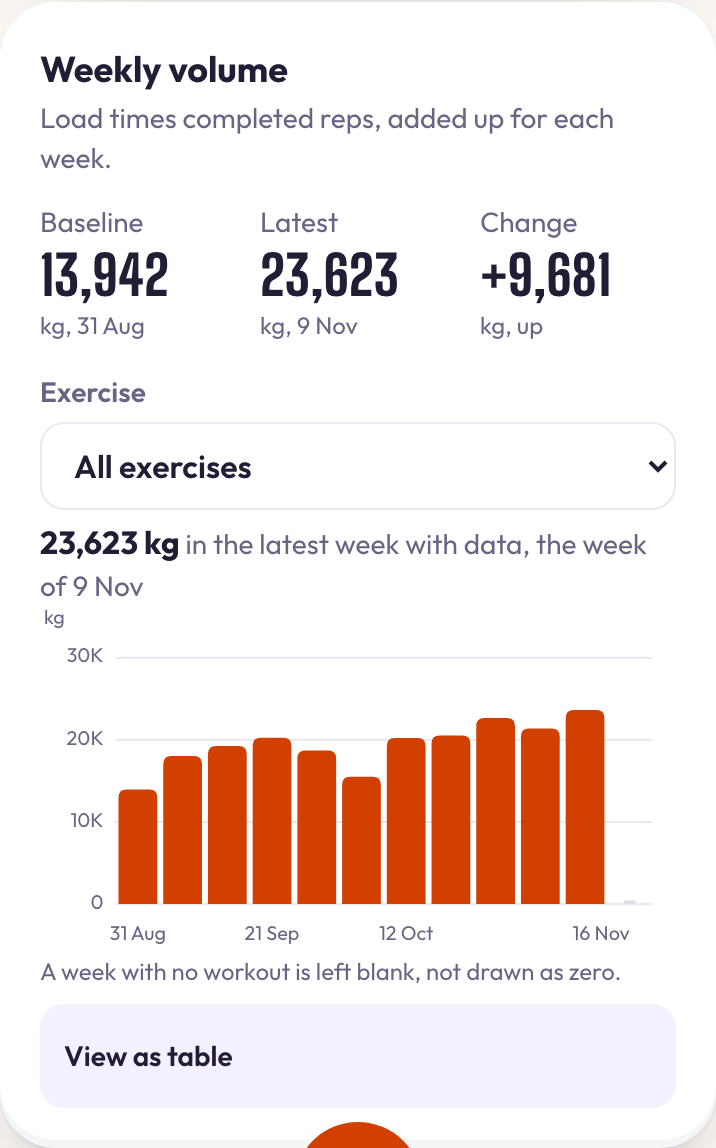 Weekly volume
Load times completed reps, added up for each
week.
Baseline Latest Change
13,942 23,623 +9,681
kg, 31 Aug kg, 9 Nov kg, up
Exercise
All exercises
23,623 kg in the latest week with data, the week
of 9 Nov
kg
30K
20K
10K
0
31 Aug 21 Sep 12 Oct 16 Nov
A week with no workout is left blank, not drawn as zero.
View as table